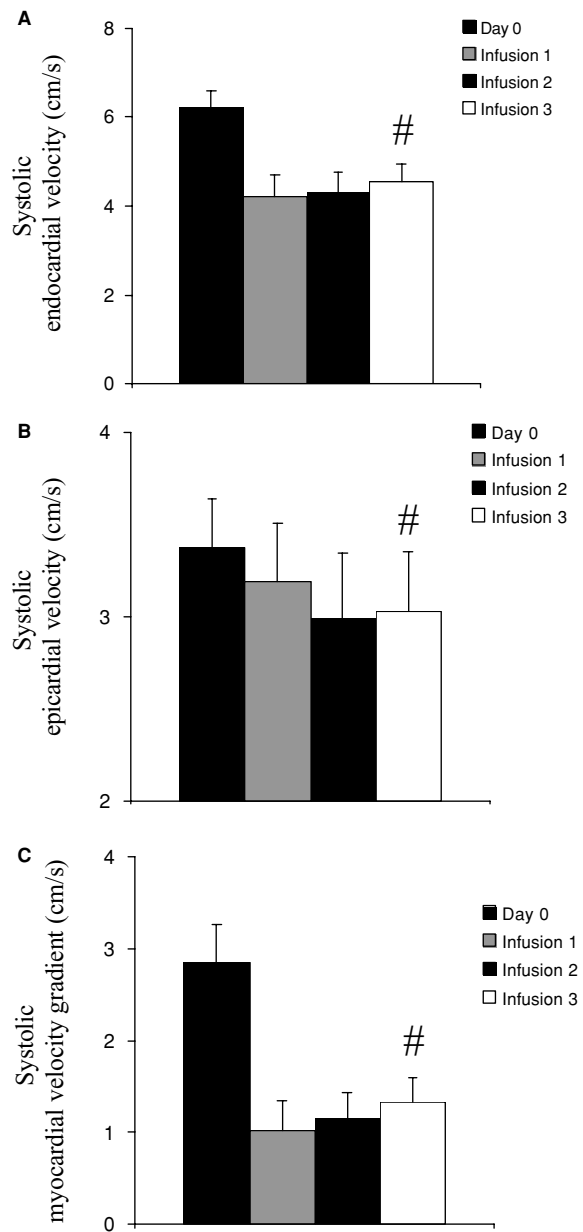 A
Systolic
endocardial velocity (cm/s)
8
6
4
2
0
Day 0
Infusion 1
Infusion 2
Infusion 3
#
B
Systolic
epicardial velocity (cm/s)
4
3
2
Day 0
Infusion 1
Infusion 2
Infusion 3
#
C
Systolic
myocardial velocity gradient (cm/s)
4
3
2
1
0
Day 0
Infusion 1
Infusion 2
Infusion 3
#